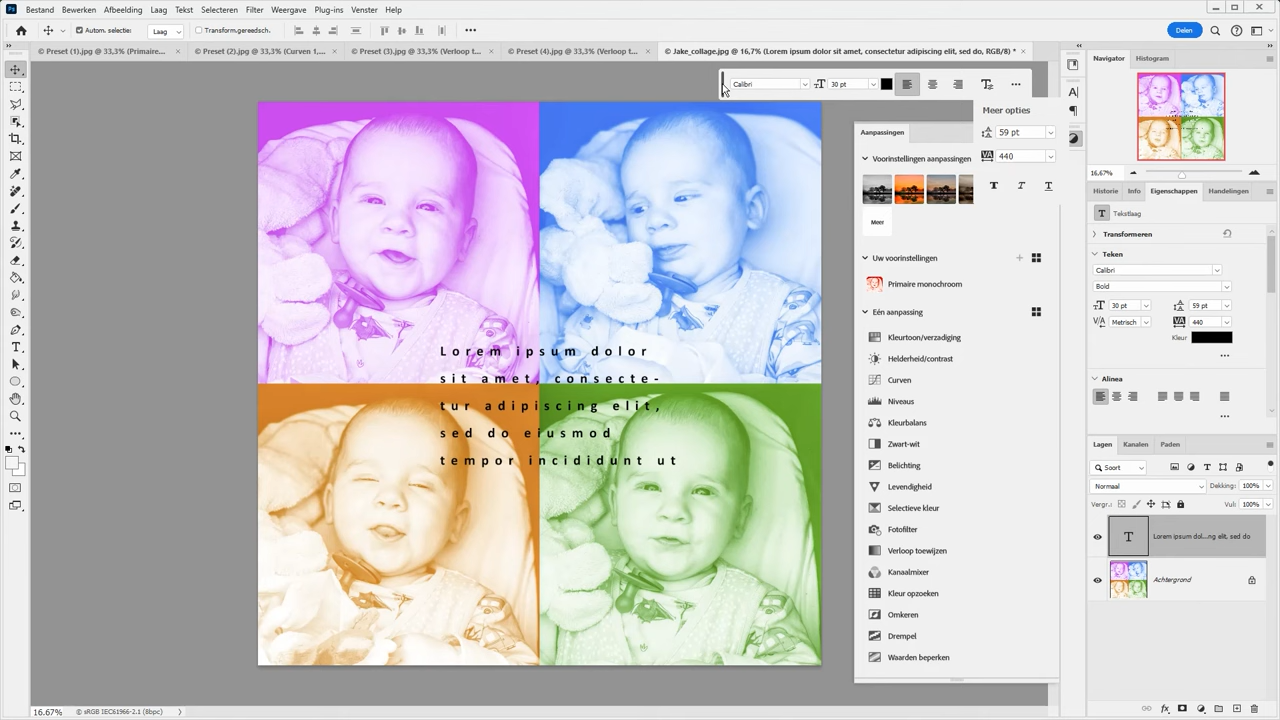 Ps Bestand Bewerken Afbeelding Laag Tekst Selecteren Filter Weergave Plug-ins Venster Help
Autom. selectie: Laag Transform.gereedsch. Delen
© Preset (1).jpg @ 33,3% (Primaire... × © Preset (2).jpg @ 33,3% (Curven 1,... × © Preset (3).jpg @ 33,3% (Verloop t... × © Preset (4).jpg @ 33,3% (Verloop t... × © Jake_collage.jpg @ 16,7% (Lorem ipsum dolor sit amet, consectetur adipiscing elit, sed do, RGB/8) * ×
Calibri 30 pt
Meer opties
59 pt
440
Aanpassingen
Voorinstellingen aanpassingen
Meer
Uw voorinstellingen
Primaire monochroom
Eén aanpassing
Kleurtoon/verzadiging
Helderheid/contrast
Curven
Niveaus
Kleurbalans
Zwart-wit
Belichting
Levendigheid
Selectieve kleur
Fotofilter
Verloop toewijzen
Kanaalmixer
Kleur opzoeken
Omkeren
Drempel
Waarden beperken
Lorem ipsum dolor
sit amet, consecte-
tur adipiscing elit,
sed do eiusmod
tempor incididunt ut
Navigator Histogram
16.67%
Historie Info Eigenschappen Handelingen
Tekstlaag
Transformeren
Teken
Calibri
Bold
30 pt 59 pt
Metrisch 440
Kleur
Alinea
Lagen Kanalen Paden
Soort
Normaal Dekking: 100%
Vergr.: Vul: 100%
Lorem ipsum dol...ng elit, sed do
Achtergrond
16.67% © sRGB IEC61966-2.1 (8bpc)